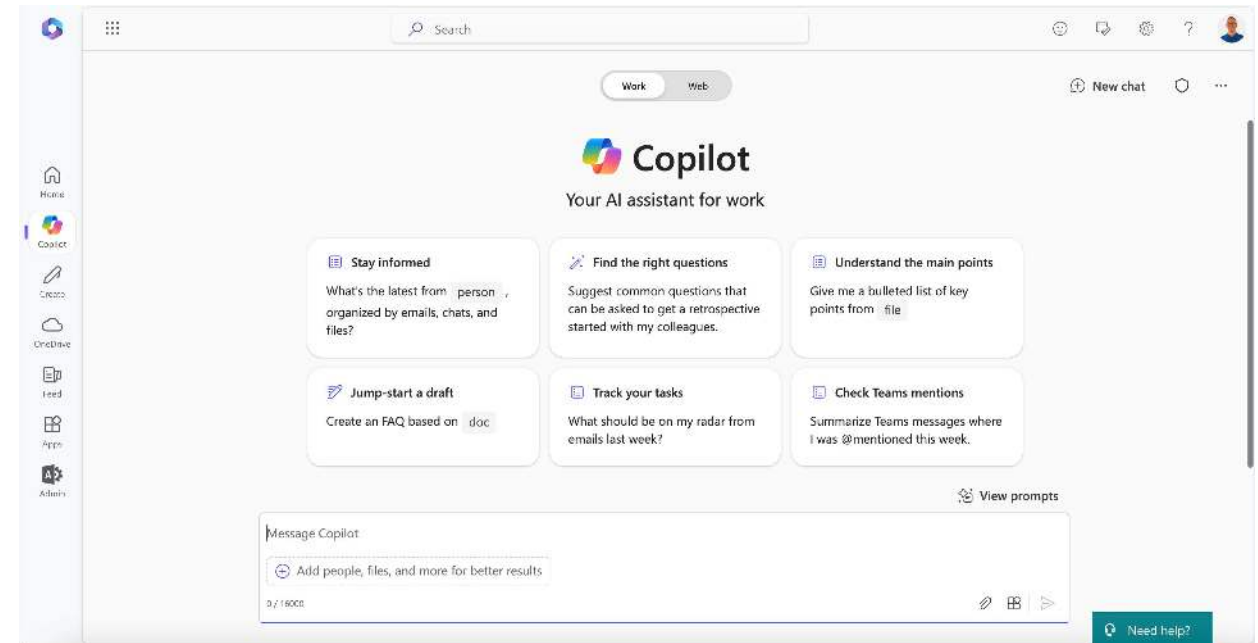 Search
?
Work
Web
New chat
Home
Copilot
Create
OneDrive
Feed
Apps
Admin
Copilot
Your AI assistant for work
Stay informed
What's the latest from person ,
organized by emails, chats, and
files?
Find the right questions
Suggest common questions that
can be asked to get a retrospective
started with my colleagues.
Understand the main points
Give me a bulleted list of key
points from file
Jump-start a draft
Create an FAQ based on doc
Track your tasks
What should be on my radar from
emails last week?
Check Teams mentions
Summarize Teams messages where
I was @mentioned this week.
View prompts
Message Copilot
Add people, files, and more for better results
0 / 16000
Need help?